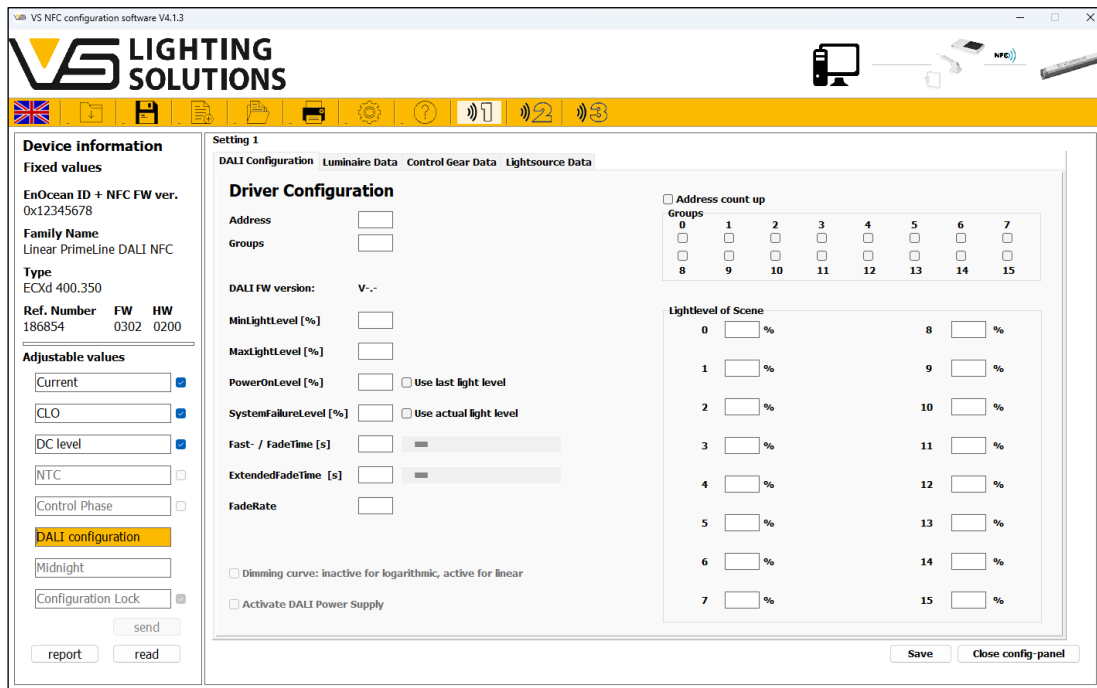 VS NFC configuration software V4.1.3
VS LIGHTING
SOLUTIONS
NFC
1 2 3
Device information
Fixed values
EnOcean ID + NFC FW ver.
0x12345678
Family Name
Linear PrimeLine DALI NFC
Type
ECXd 400.350
Ref. Number FW HW
186854 0302 0200
Adjustable values
Current
CLO
DC level
NTC
Control Phase
DALI configuration
Midnight
Configuration Lock
send
report read
Setting 1
DALI Configuration Luminaire Data Control Gear Data Lightsource Data
Driver Configuration
Address
Groups
DALI FW version: V-.-
MinLightLevel [%]
MaxLightLevel [%]
PowerOnLevel [%] Use last light level
SystemFailureLevel [%] Use actual light level
Fast- / FadeTime [s]
ExtendedFadeTime [s]
FadeRate
Dimming curve: inactive for logarithmic, active for linear
Activate DALI Power Supply
Address count up
Groups
0 1 2 3 4 5 6 7
8 9 10 11 12 13 14 15
Lightlevel of Scene
0 % 8 %
1 % 9 %
2 % 10 %
3 % 11 %
4 % 12 %
5 % 13 %
6 % 14 %
7 % 15 %
Save Close config-panel